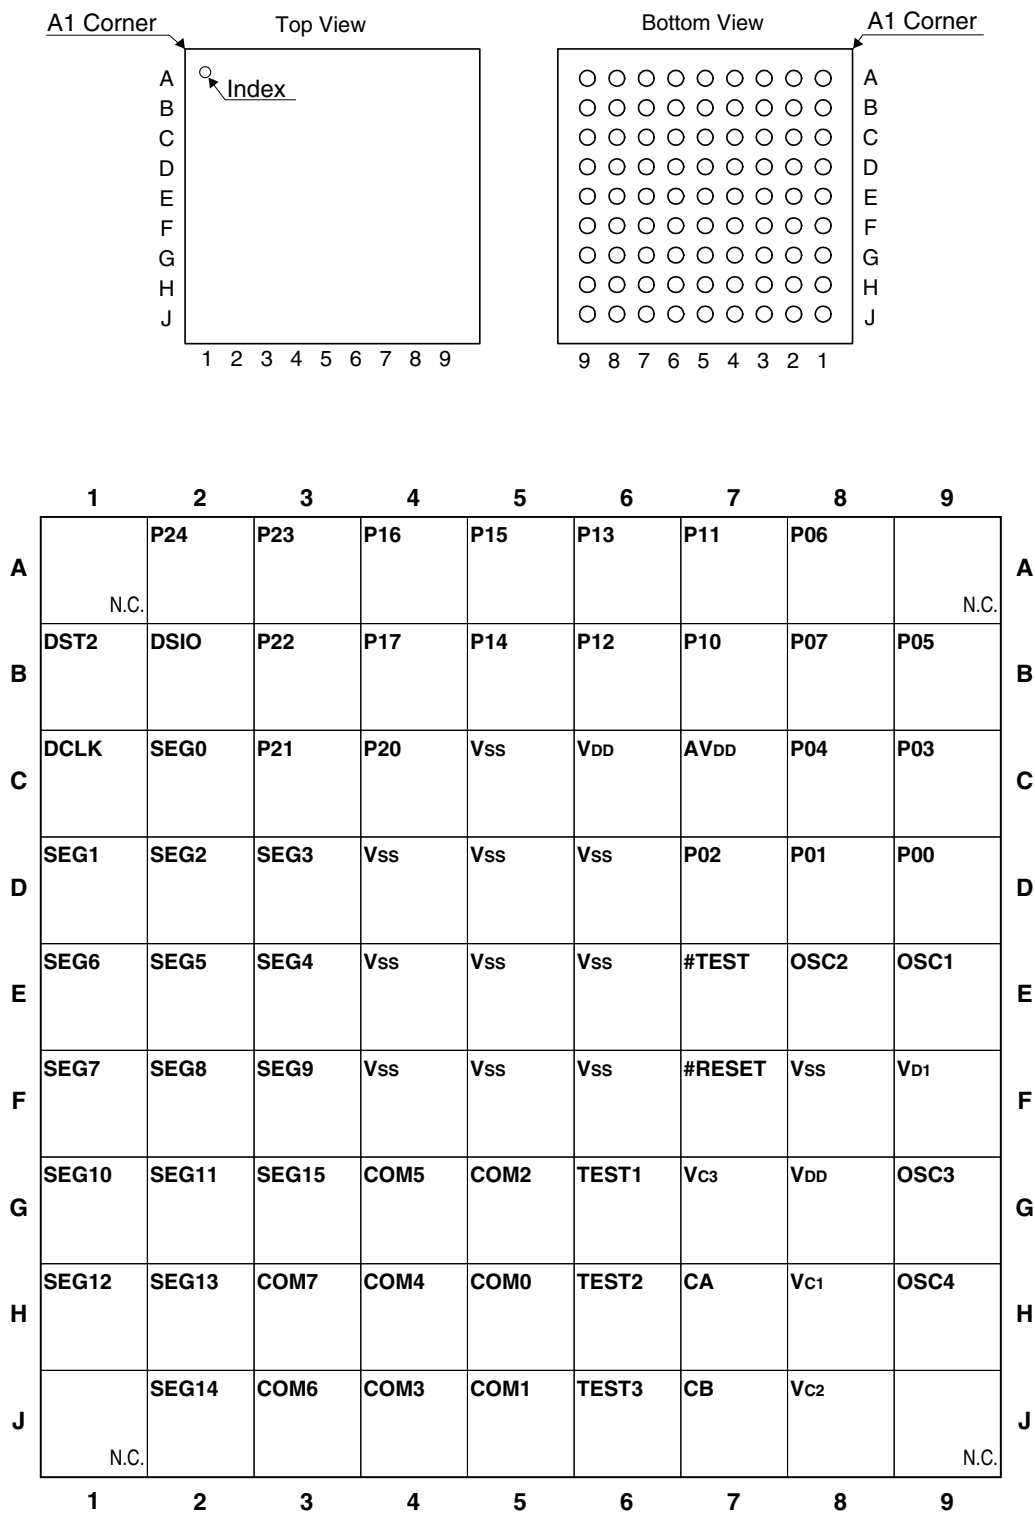 A1 Corner Top View Bottom View A1 Corner
Index
A A
B B
C C
D D
E E
F F
G G
H H
J J
1 2 3 4 5 6 7 8 9 9 8 7 6 5 4 3 2 1
1 2 3 4 5 6 7 8 9
P24 P23 P16 P15 P13 P11 P06
A A
N.C. N.C.
DST2 DSIO P22 P17 P14 P12 P10 P07 P05
B B
DCLK SEG0 P21 P20 VSS VDD AVDD P04 P03
C C
SEG1 SEG2 SEG3 VSS VSS VSS P02 P01 P00
D D
SEG6 SEG5 SEG4 VSS VSS VSS #TEST OSC2 OSC1
E E
SEG7 SEG8 SEG9 VSS VSS VSS #RESET VSS VD1
F F
SEG10 SEG11 SEG15 COM5 COM2 TEST1 VC3 VDD OSC3
G G
SEG12 SEG13 COM7 COM4 COM0 TEST2 CA VC1 OSC4
H H
SEG14 COM6 COM3 COM1 TEST3 CB VC2
J J
N.C. N.C.
1 2 3 4 5 6 7 8 9